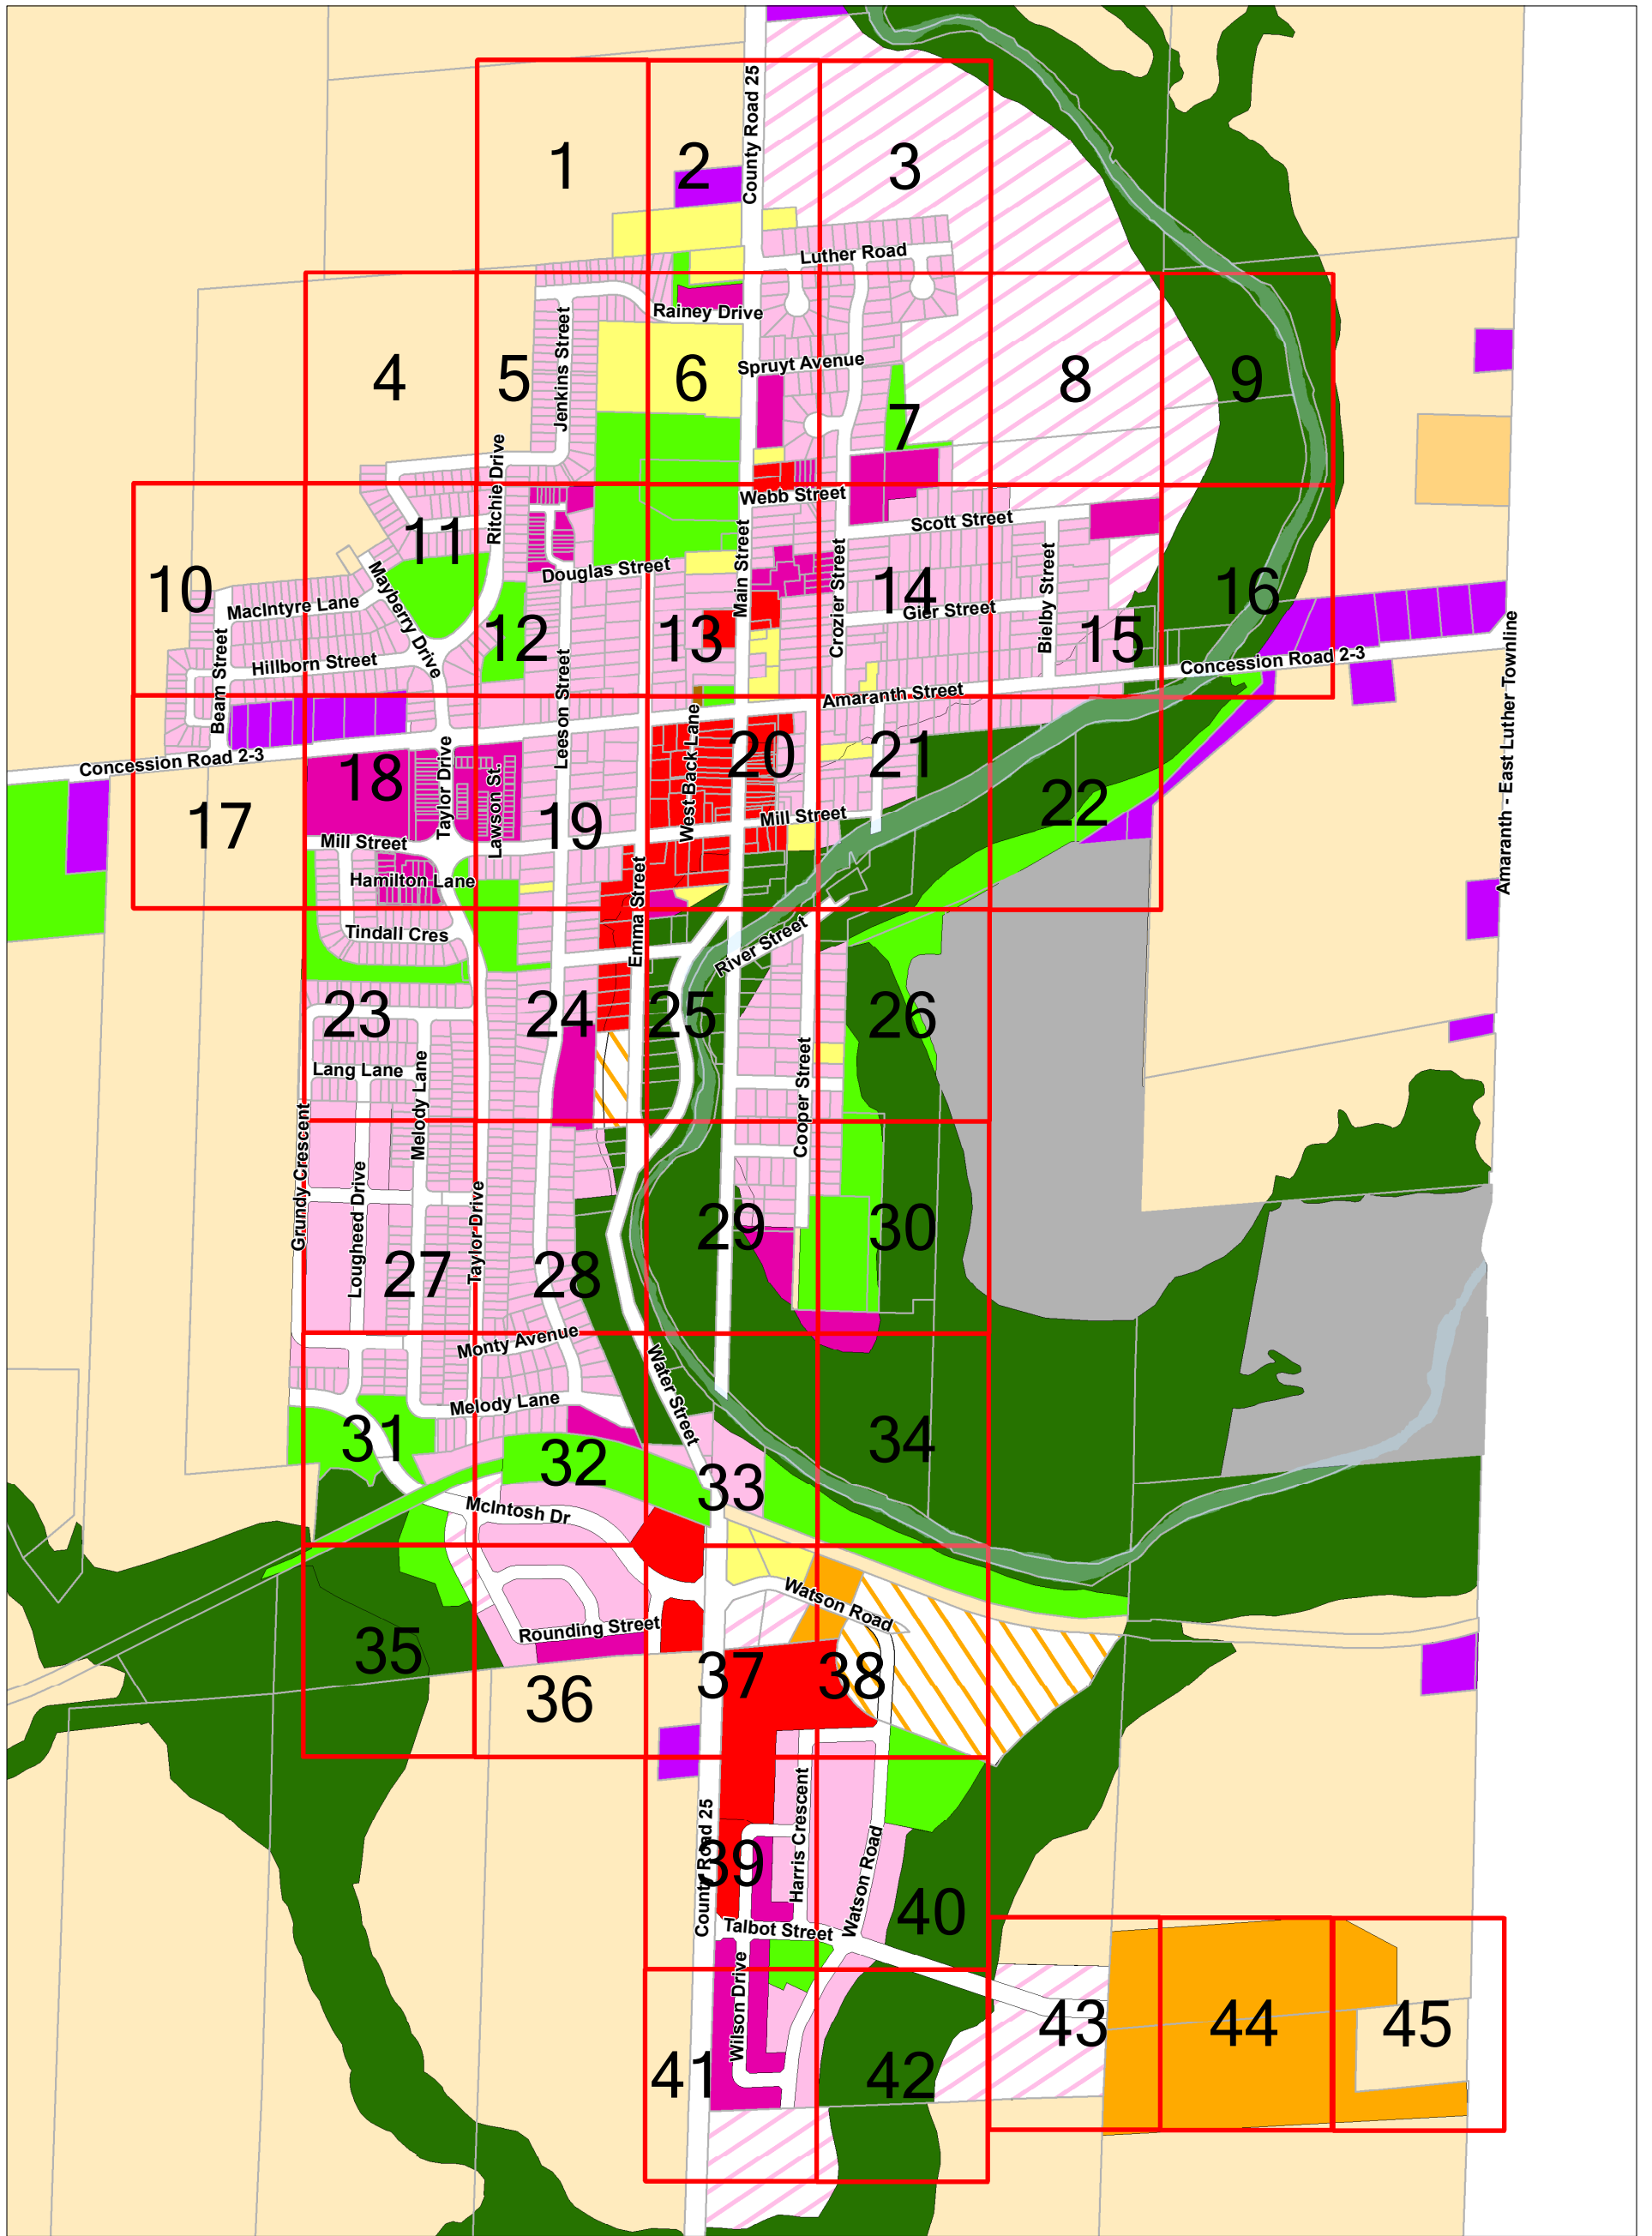 County Road 25
1
2
3
Luther Road
Rainey Drive
Jenkins Street
Spruyt Avenue
4
5
6
7
8
9
Ritchie Drive
Webb Street
Scott Street
11
Main Street
Douglas Street
Crozier Street
Bielby Street
10
14
16
MacIntyre Lane
Mayberry Drive
Gier Street
12
13
15
Hillborn Street
Beam Street
Leeson Street
Concession Road 2-3
Amaranth Street
Amaranth - East Luther Townline
West Back Lane
20
21
Concession Road 2-3
18
Taylor Drive
Lawson St.
22
17
19
Mill Street
Mill Street
Hamilton Lane
Emma Street
Tindall Cres
River Street
23
24
25
26
Lang Lane
Melody Lane
Cooper Street
Grundy Crescent
Lougheed Drive
Taylor Drive
29
30
27
28
Monty Avenue
Water Street
Melody Lane
31
32
33
34
McIntosh Dr
Watson Road
Rounding Street
35
36
37
38
County Road 25
39
Harris Crescent
Watson Road
40
Talbot Street
Wilson Drive
41
42
43
44
45